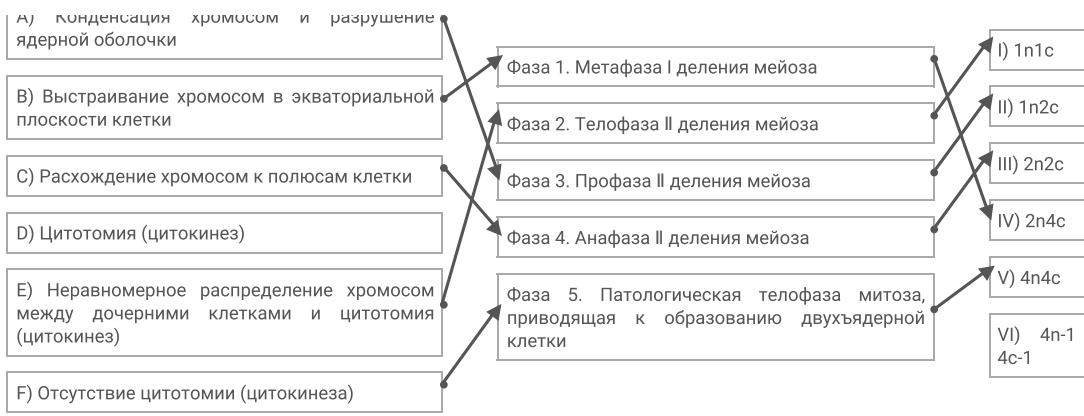 А) Конденсация хромосом и разрушение
ядерной оболочки
В) Выстраивание хромосом в экваториальной
плоскости клетки
С) Расхождение хромосом к полюсам клетки
D) Цитотомия (цитокинез)
Е) Неравномерное распределение хромосом
между дочерними клетками и цитотомия
(цитокинез)
F) Отсутствие цитотомии (цитокинеза)
Фаза 1. Метафаза I деления мейоза
Фаза 2. Телофаза II деления мейоза
Фаза 3. Профаза II деления мейоза
Фаза 4. Анафаза II деления мейоза
Фаза 5. Патологическая телофаза митоза,
приводящая к образованию двухъядерной
клетки
I) 1n1c
II) 1n2c
III) 2n2c
IV) 2n4c
V) 4n4c
VI) 4n-1
4c-1